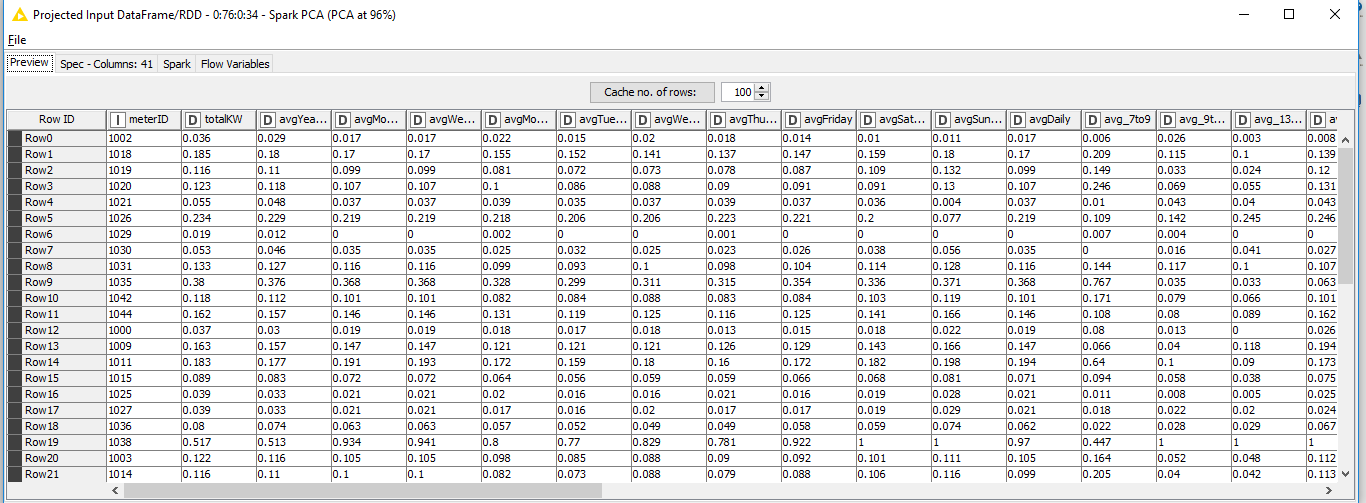 Projected Input DataFrame/RDD - 0:76:0:34 - Spark PCA (PCA at 96%)
File
Preview Spec - Columns: 41 Spark Flow Variables
Cache no. of rows: 100
Row ID I meterID D totalKW D avgYea... D avgMo... D avgWe... D avgMo... D avgTue... D avgWe... D avgThu... D avgFriday D avgSat... D avgSun... D avgDaily D avg_7to9 D avg_9t... D avg_13... D
Row0 1002 0.036 0.029 0.017 0.017 0.022 0.015 0.02 0.018 0.014 0.01 0.011 0.017 0.006 0.026 0.003 0.008
Row1 1018 0.185 0.18 0.17 0.17 0.155 0.152 0.141 0.137 0.147 0.159 0.18 0.17 0.209 0.115 0.1 0.139
Row2 1019 0.116 0.11 0.099 0.099 0.081 0.072 0.073 0.078 0.087 0.109 0.132 0.099 0.149 0.033 0.024 0.12
Row3 1020 0.123 0.118 0.107 0.107 0.1 0.086 0.088 0.09 0.091 0.091 0.13 0.107 0.246 0.069 0.055 0.131
Row4 1021 0.055 0.048 0.037 0.037 0.039 0.035 0.037 0.039 0.037 0.036 0.004 0.037 0.01 0.043 0.04 0.043
Row5 1026 0.234 0.229 0.219 0.219 0.218 0.206 0.206 0.223 0.221 0.2 0.077 0.219 0.109 0.142 0.245 0.246
Row6 1029 0.019 0.012 0 0 0.002 0 0 0.001 0 0 0 0 0.007 0.004 0 0
Row7 1030 0.053 0.046 0.035 0.035 0.025 0.032 0.025 0.023 0.026 0.038 0.056 0.035 0 0.016 0.041 0.027
Row8 1031 0.133 0.127 0.116 0.116 0.099 0.093 0.1 0.098 0.104 0.114 0.128 0.116 0.144 0.117 0.1 0.107
Row9 1035 0.38 0.376 0.368 0.368 0.328 0.299 0.311 0.315 0.354 0.336 0.371 0.368 0.767 0.035 0.033 0.063
Row10 1042 0.118 0.112 0.101 0.101 0.082 0.084 0.088 0.083 0.084 0.103 0.119 0.101 0.171 0.079 0.066 0.101
Row11 1044 0.162 0.157 0.146 0.146 0.131 0.119 0.125 0.116 0.125 0.141 0.166 0.146 0.108 0.08 0.089 0.162
Row12 1000 0.037 0.03 0.019 0.019 0.018 0.017 0.018 0.013 0.015 0.018 0.022 0.019 0.08 0.013 0 0.026
Row13 1009 0.163 0.157 0.147 0.147 0.121 0.121 0.121 0.126 0.129 0.143 0.166 0.147 0.066 0.04 0.118 0.194
Row14 1011 0.183 0.177 0.191 0.193 0.172 0.159 0.18 0.16 0.172 0.182 0.198 0.194 0.64 0.1 0.09 0.173
Row15 1015 0.089 0.083 0.072 0.072 0.064 0.056 0.059 0.059 0.066 0.068 0.081 0.071 0.094 0.058 0.038 0.075
Row16 1025 0.039 0.033 0.021 0.021 0.02 0.016 0.016 0.021 0.016 0.019 0.028 0.021 0.011 0.008 0.005 0.025
Row17 1027 0.039 0.033 0.021 0.021 0.017 0.016 0.02 0.017 0.017 0.019 0.029 0.021 0.018 0.022 0.02 0.024
Row18 1036 0.08 0.074 0.063 0.063 0.057 0.052 0.049 0.049 0.058 0.059 0.074 0.062 0.022 0.028 0.029 0.067
Row19 1038 0.517 0.513 0.934 0.941 0.8 0.77 0.829 0.781 0.922 1 1 0.97 0.447 1 1 1
Row20 1003 0.122 0.116 0.105 0.105 0.098 0.085 0.088 0.09 0.092 0.101 0.111 0.105 0.164 0.052 0.048 0.112
Row21 1014 0.116 0.11 0.1 0.1 0.082 0.073 0.088 0.079 0.088 0.106 0.116 0.099 0.205 0.04 0.042 0.113